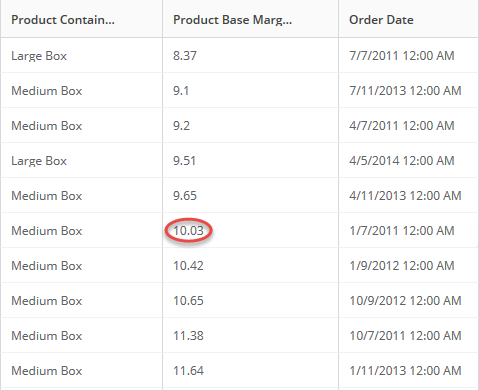 Product Contain... Product Base Marg... Order Date
Large Box 8.37 7/7/2011 12:00 AM
Medium Box 9.1 7/11/2013 12:00 AM
Medium Box 9.2 4/7/2011 12:00 AM
Large Box 9.51 4/5/2014 12:00 AM
Medium Box 9.65 4/11/2013 12:00 AM
Medium Box 10.03 1/7/2011 12:00 AM
Medium Box 10.42 1/9/2012 12:00 AM
Medium Box 10.65 10/9/2012 12:00 AM
Medium Box 11.38 10/7/2011 12:00 AM
Medium Box 11.64 1/11/2013 12:00 AM